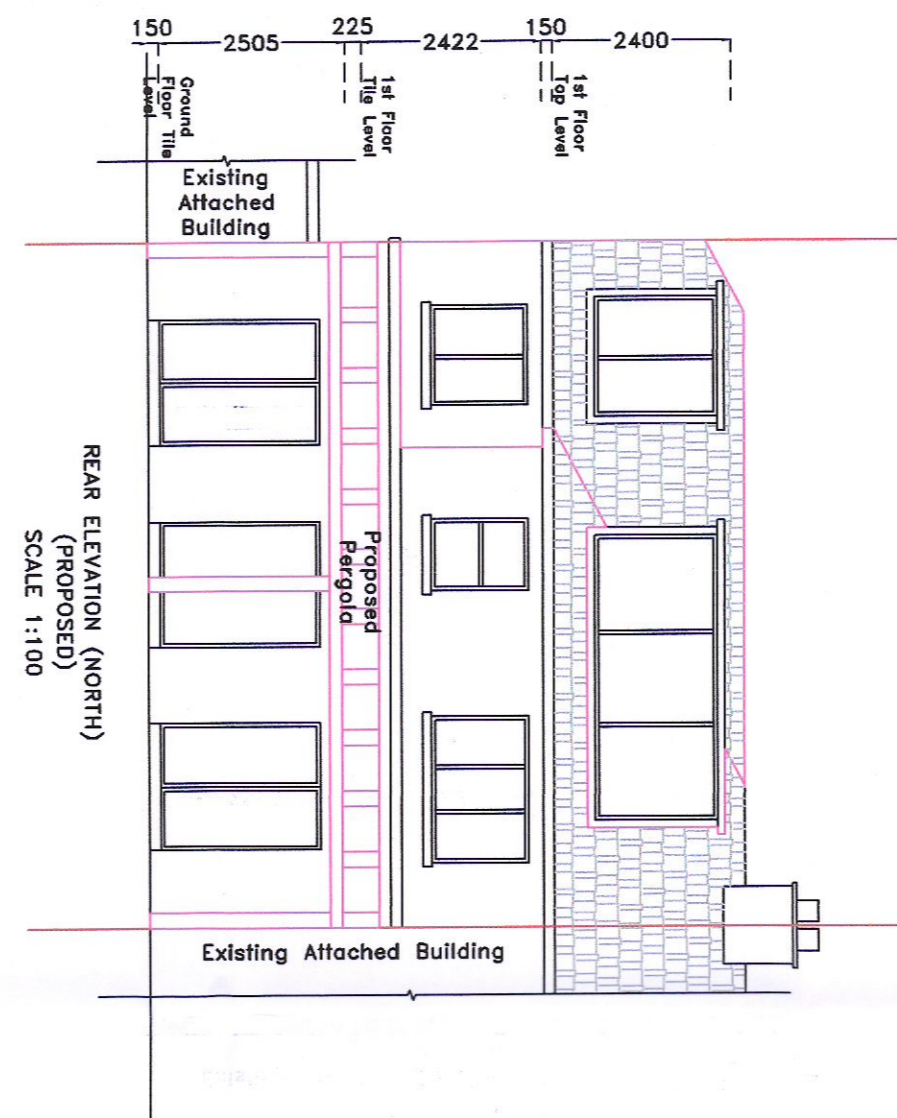 150
2505
225
2422
150
2400
Ground
Floor Tile
Level
1st Floor
Tile Level
1st Floor
Top Level
Existing
Attached
Building
Proposed
Pergola
Existing Attached Building
REAR ELEVATION (NORTH)
(PROPOSED)
SCALE 1:100